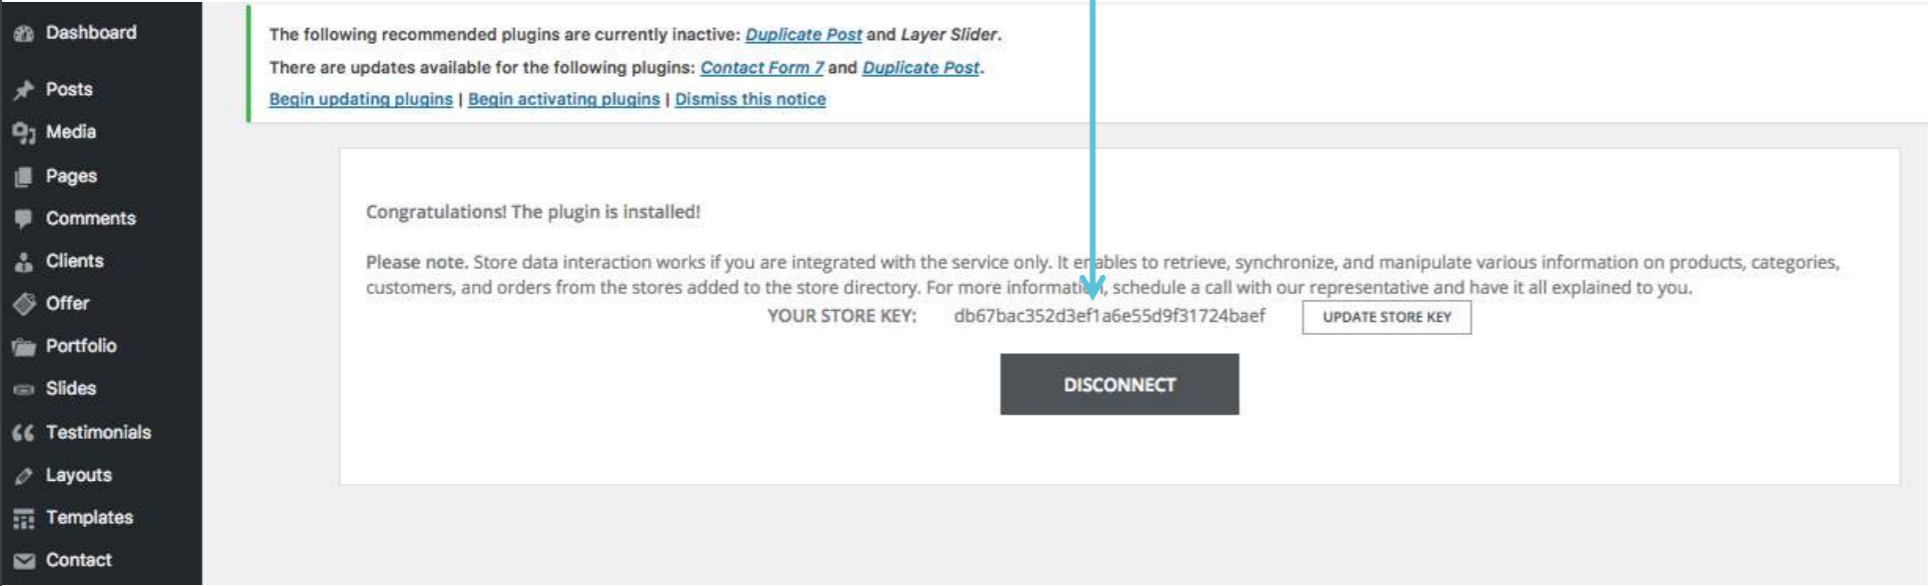 Dashboard
Posts
Media
Pages
Comments
Clients
Offer
Portfolio
Slides
Testimonials
Layouts
Templates
Contact
The following recommended plugins are currently inactive: Duplicate Post and Layer Slider.
There are updates available for the following plugins: Contact Form 7 and Duplicate Post.
Begin updating plugins | Begin activating plugins | Dismiss this notice
Congratulations! The plugin is installed!
Please note. Store data interaction works if you are integrated with the service only. It enables to retrieve, synchronize, and manipulate various information on products, categories,
customers, and orders from the stores added to the store directory. For more information, schedule a call with our representative and have it all explained to you.
YOUR STORE KEY: db67bac352d3ef1a6e55d9f31724baef UPDATE STORE KEY
DISCONNECT